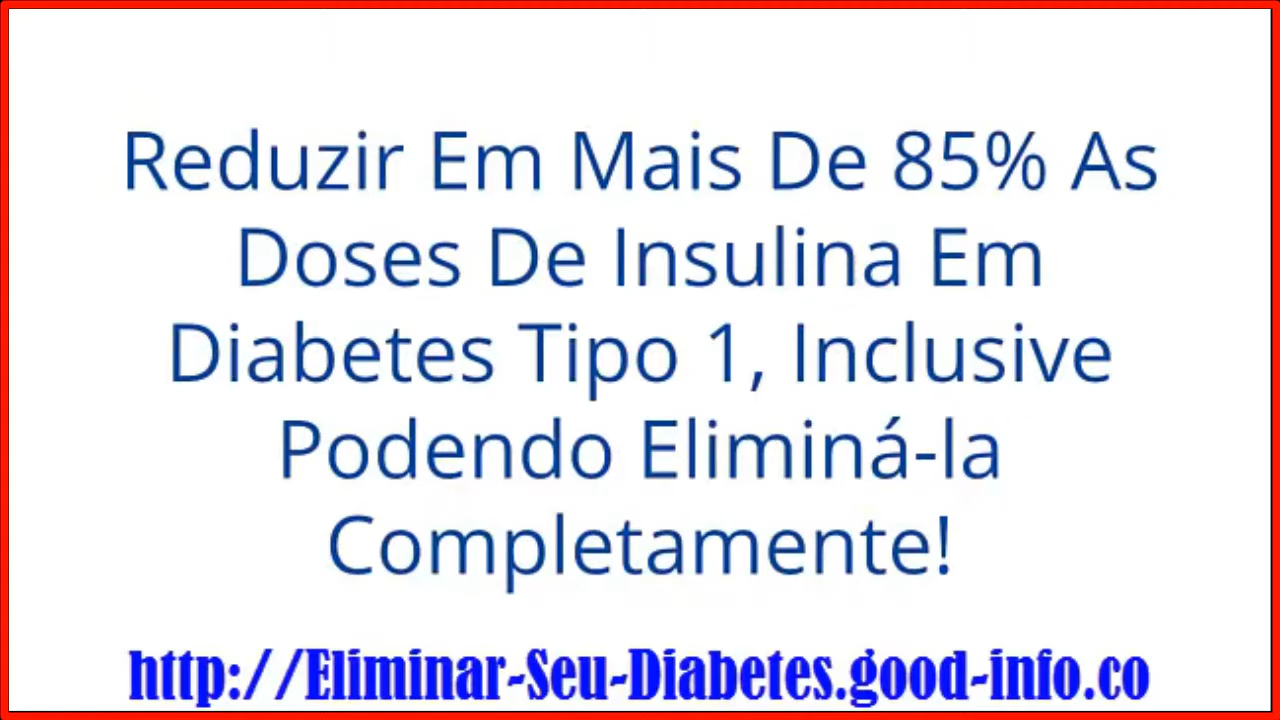 Reduzir Em Mais De 85% As
Doses De Insulina Em
Diabetes Tipo 1, Inclusive
Podendo Eliminá-la
Completamente!
http://Eliminar-Seu-Diabetes.good-info.co